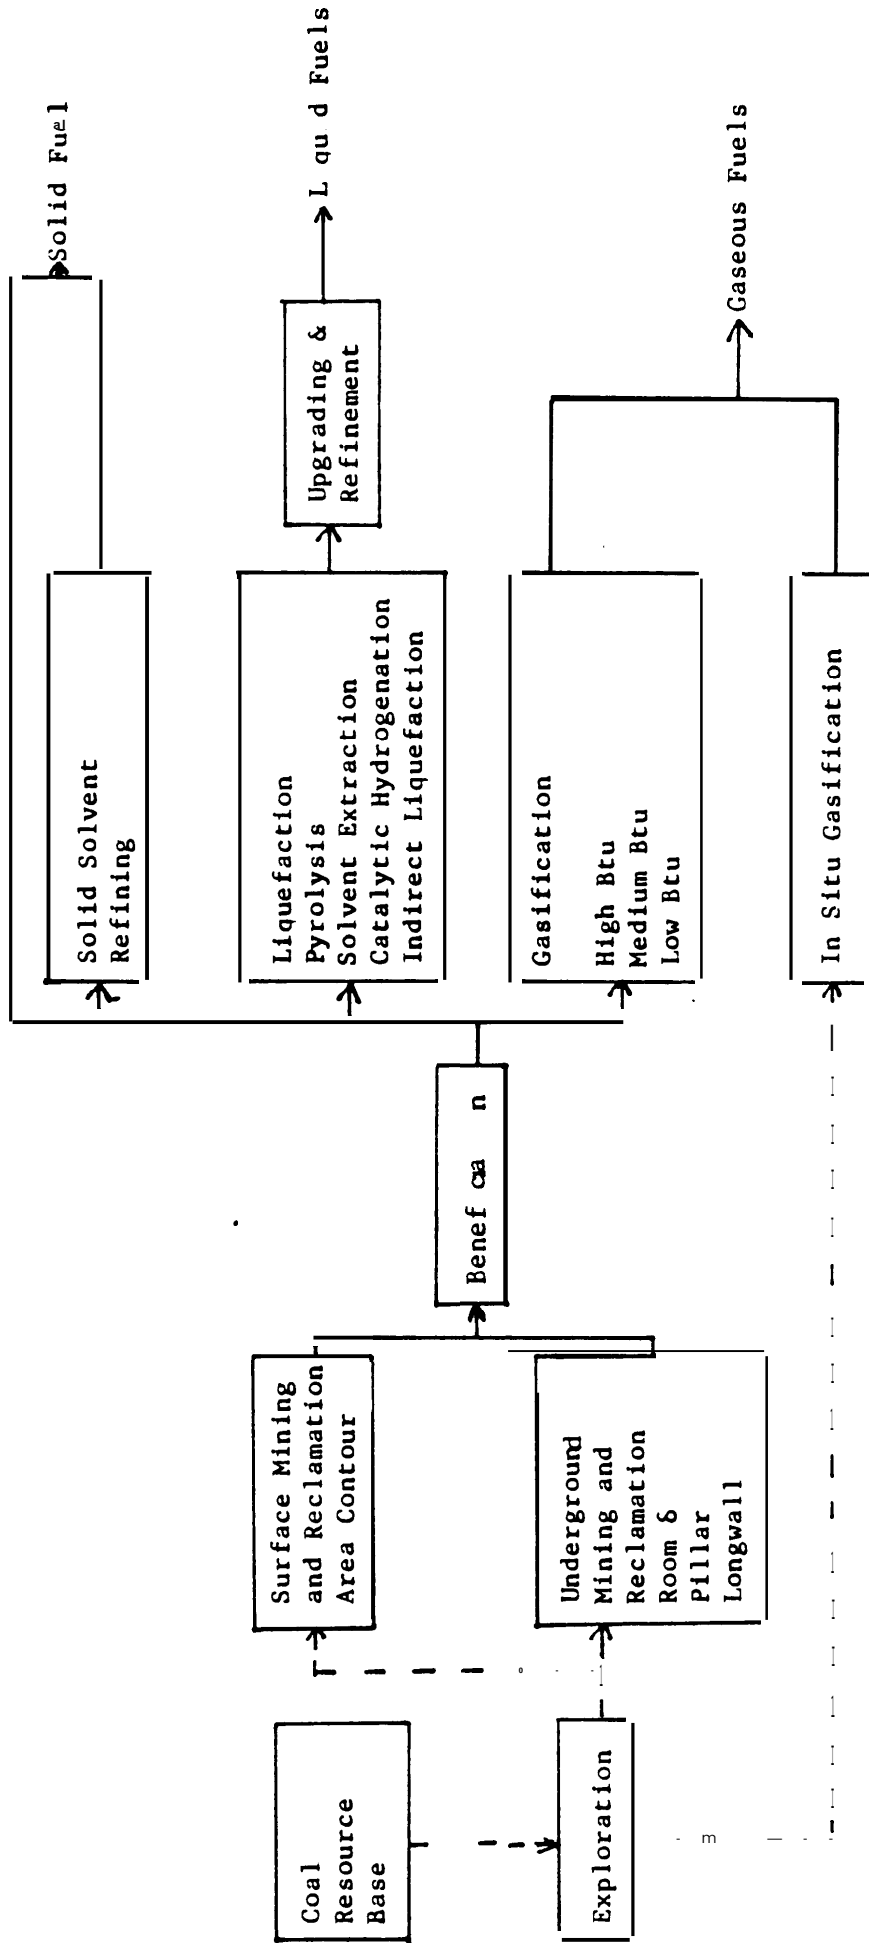 Coal
Resource
Base
Exploration
Surface Mining
and Reclamation
Area Contour
Underground
Mining and
Reclamation
Room &
Pillar
Longwall
Solid Solvent
Refining
Liquefaction
Pyrolysis
Solvent Extraction
Catalytic Hydrogenation
Indirect Liquefaction
Gasification
High Btu
Medium Btu
Low Btu
In Situ Gasification
Upgrading &
Refinement
Solid Fuel
L qu d Fuels
Gaseous Fuels